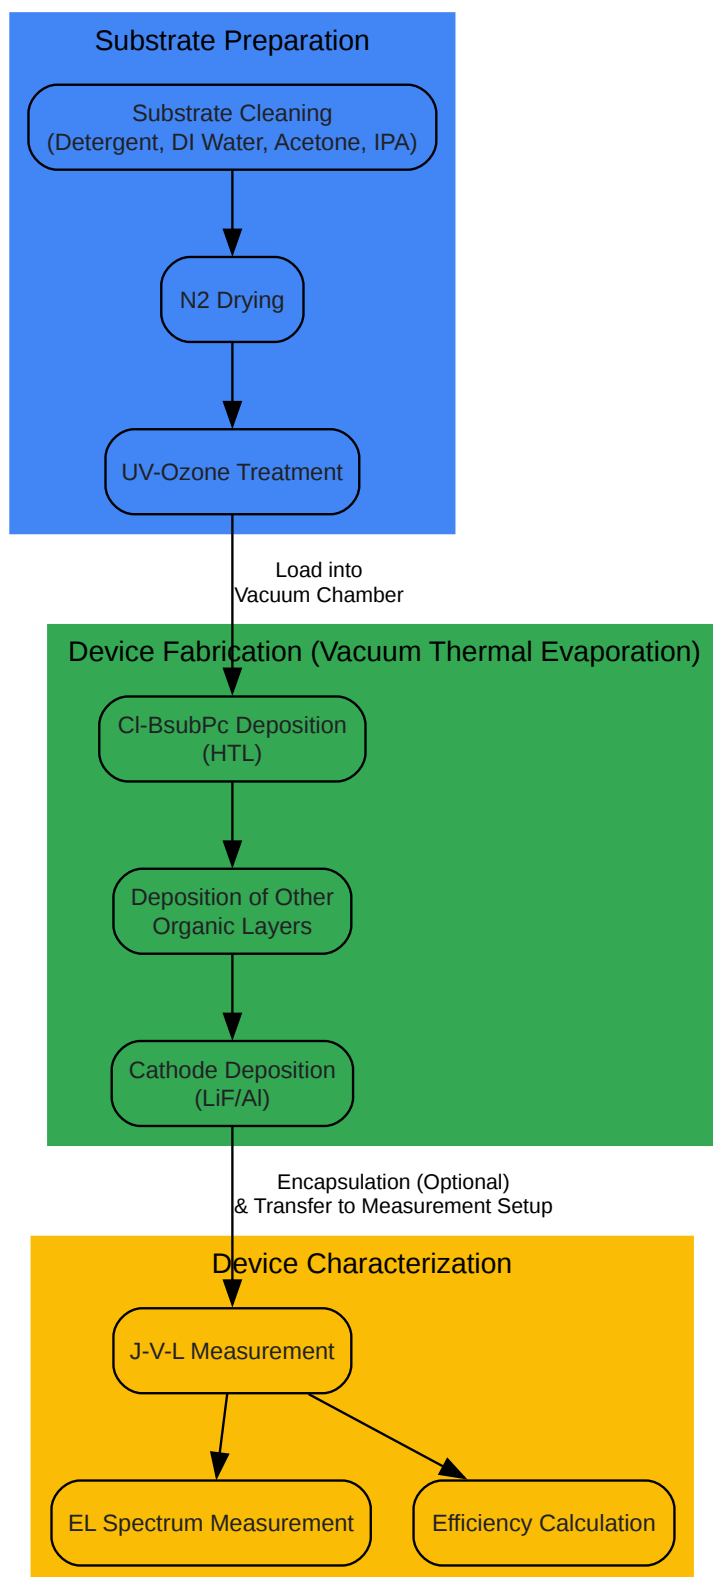 Substrate Preparation
Substrate Cleaning
(Detergent, DI Water, Acetone, IPA)
N2 Drying
UV-Ozone Treatment
Load into
Vacuum Chamber
Device Fabrication (Vacuum Thermal Evaporation)
Cl-BsubPc Deposition
(HTL)
Deposition of Other
Organic Layers
Cathode Deposition
(LiF/Al)
Encapsulation (Optional)
& Transfer to Measurement Setup
Device Characterization
J-V-L Measurement
EL Spectrum Measurement
Efficiency Calculation